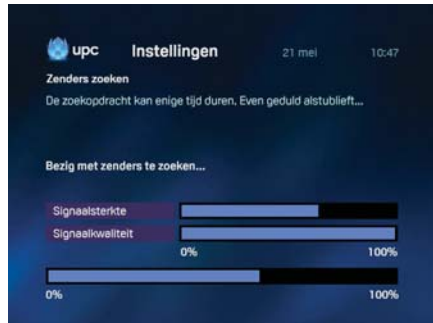 upc Instellingen 21 mei 10:47
Zenders zoeken
De zoekopdracht kan enige tijd duren. Even geduld alstublieft...
Bezig met zenders te zoeken...
Signaalsterkte
Signaalkwaliteit
0% 100%
0% 100%